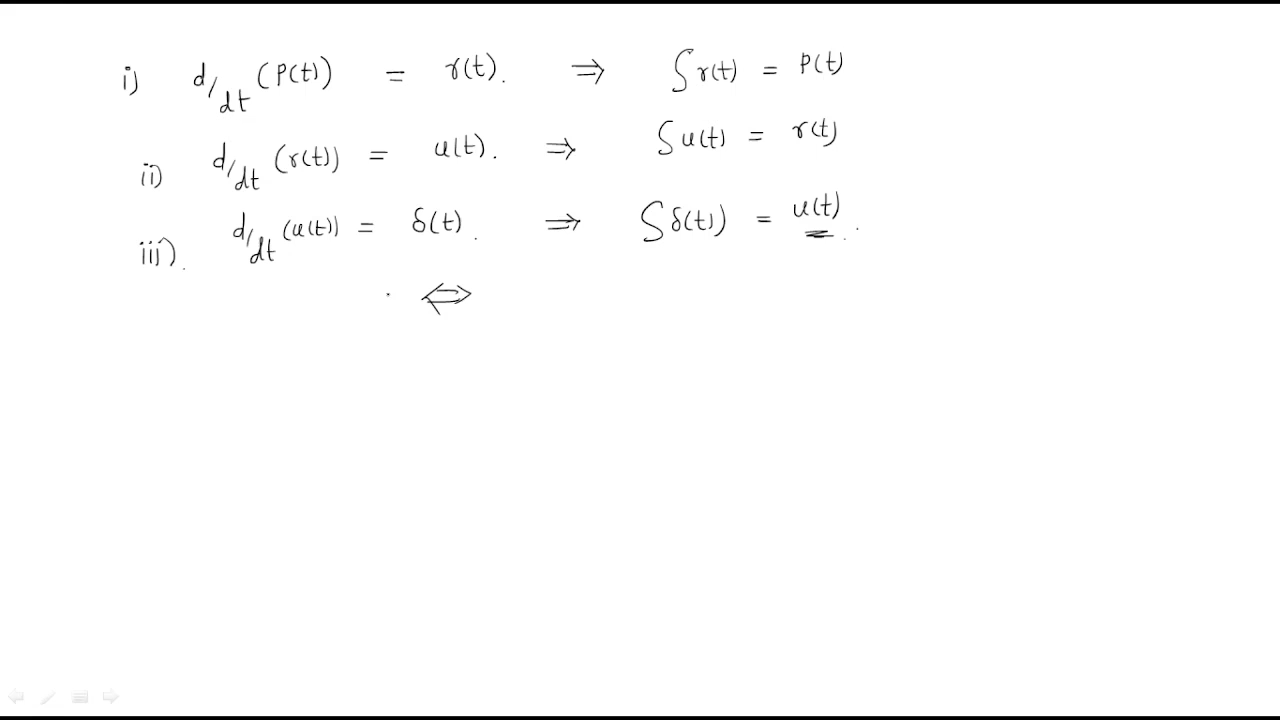 i) d/dt (P(t)) = r(t). ⇒ ∫r(t) = P(t)
ii) d/dt (r(t)) = u(t). ⇒ ∫u(t) = r(t)
iii). d/dt (u(t)) = δ(t). ⇒ ∫δ(t)) = u(t).
⇔